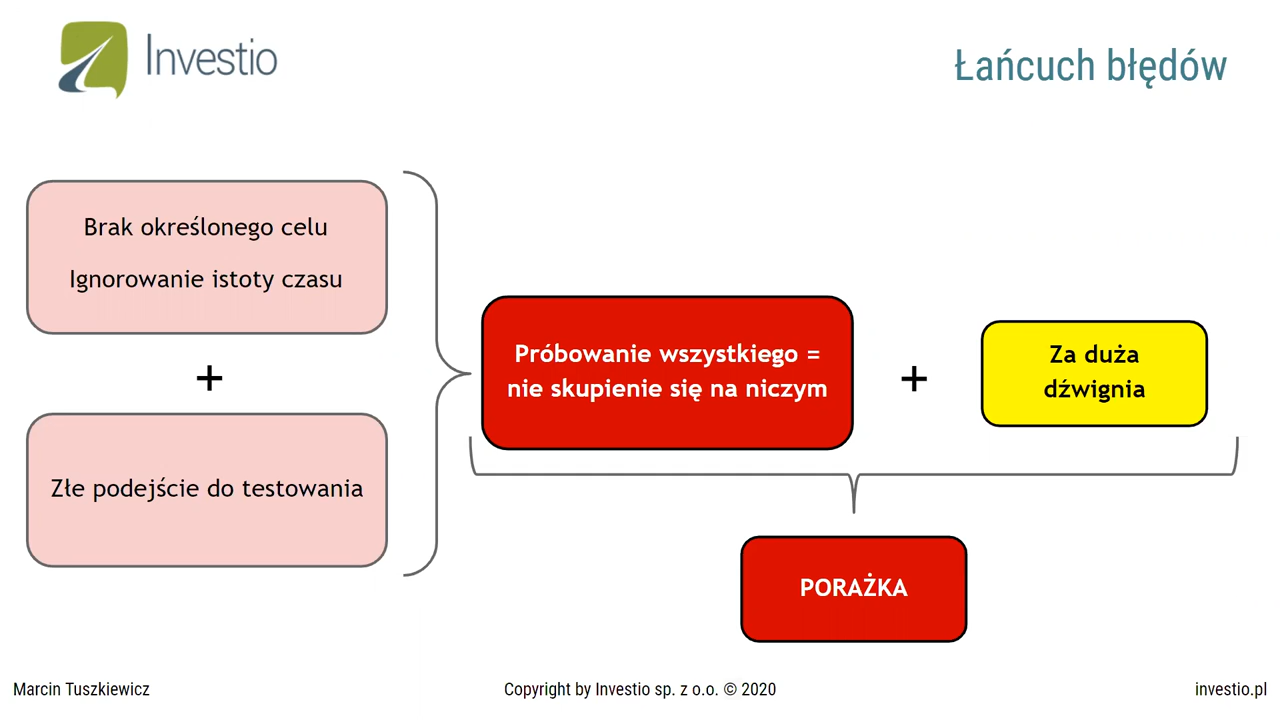 Investio
Łańcuch błędów
Brak określonego celu
Ignorowanie istoty czasu
+
Złe podejście do testowania
Próbowanie wszystkiego =
nie skupienie się na niczym
+
Za duża
dźwignia
PORAŻKA
Marcin Tuszkiewicz
Copyright by Investio sp. z o.o. © 2020
investio.pl